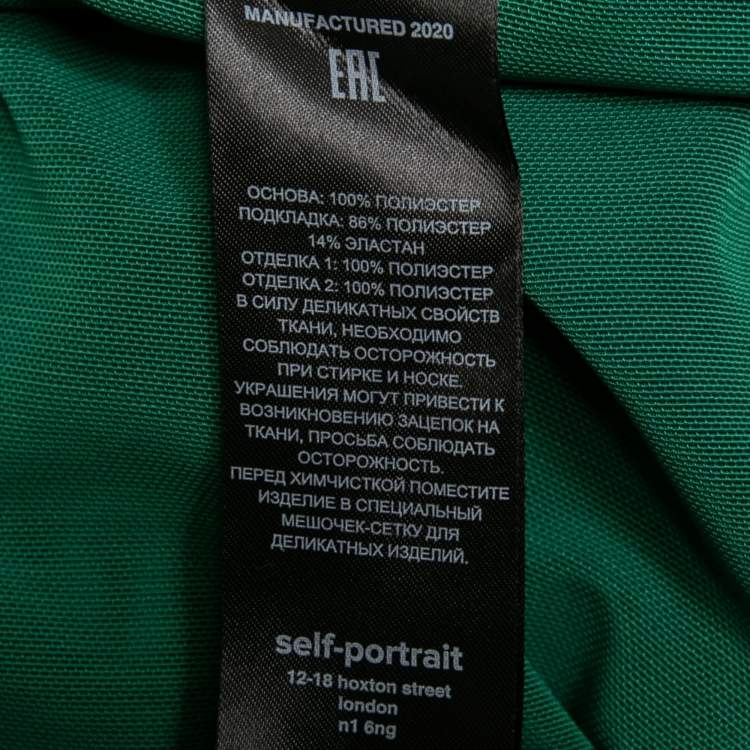 MANUFACTURED 2020
EAC
ОСНОВА: 100% ПОЛИЭСТЕР
ПОДКЛАДКА: 86% ПОЛИЭСТЕР
14% ЭЛАСТАН
ОТДЕЛКА 1: 100% ПОЛИЭСТЕР
ОТДЕЛКА 2: 100% ПОЛИЭСТЕР
В СИЛУ ДЕЛИКАТНЫХ СВОЙСТВ
ТКАНИ, НЕОБХОДИМО
СОБЛЮДАТЬ ОСТОРОЖНОСТЬ
ПРИ СТИРКЕ И НОСКЕ.
УКРАШЕНИЯ МОГУТ ПРИВЕСТИ К
ВОЗНИКНОВЕНИЮ ЗАЦЕПОК НА
ТКАНИ, ПРОСЬБА СОБЛЮДАТЬ
ОСТОРОЖНОСТЬ.
ПЕРЕД ХИМЧИСТКОЙ ПОМЕСТИТЕ
ИЗДЕЛИЕ В СПЕЦИАЛЬНЫЙ
МЕШОЧЕК-СЕТКУ ДЛЯ
ДЕЛИКАТНЫХ ИЗДЕЛИЙ.
self-portrait
12-18 hoxton street
london
n1 6ng